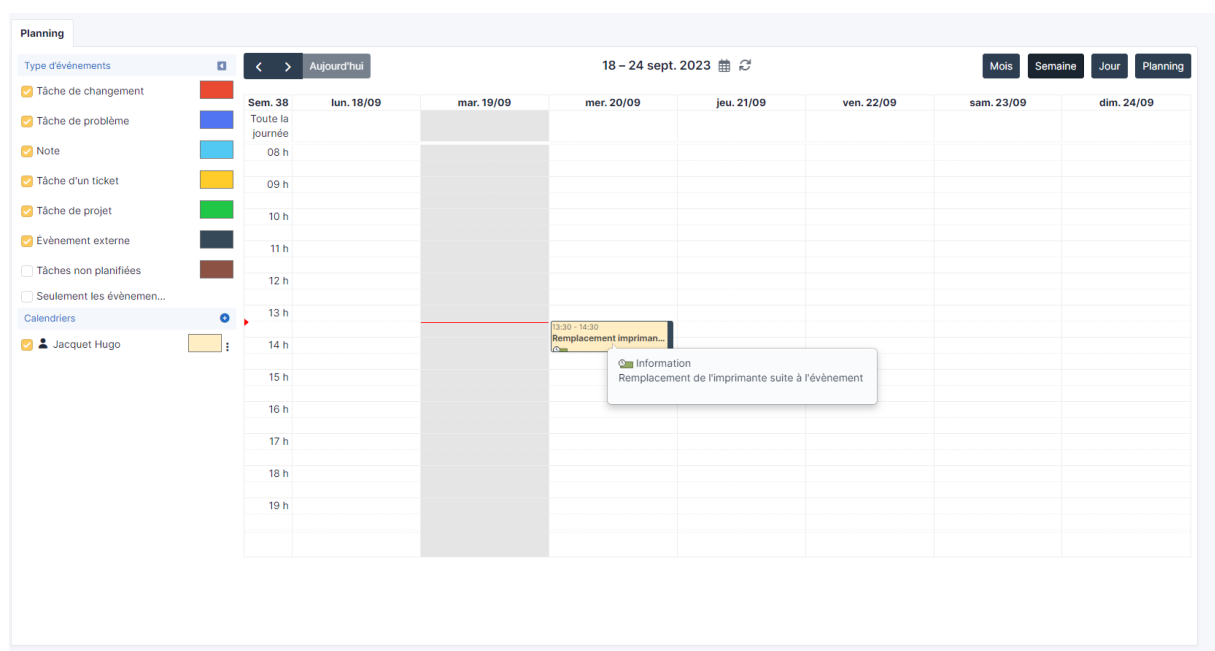 Planning
Type d'événements
Tâche de changement
Tâche de problème
Note
Tâche d'un ticket
Tâche de projet
Évènement externe
Tâches non planifiées
Seulement les évènemen...
Calendriers
Jacquet Hugo
Aujourd'hui
18 – 24 sept. 2023
Mois Semaine Jour Planning
Sem. 38 lun. 18/09 mar. 19/09 mer. 20/09 jeu. 21/09 ven. 22/09 sam. 23/09 dim. 24/09
Toute la
journée
08 h
09 h
10 h
11 h
12 h
13 h
13:30 - 14:30
Remplacement impriman...
14 h
Information
Remplacement de l'imprimante suite à l'évènement
15 h
16 h
17 h
18 h
19 h